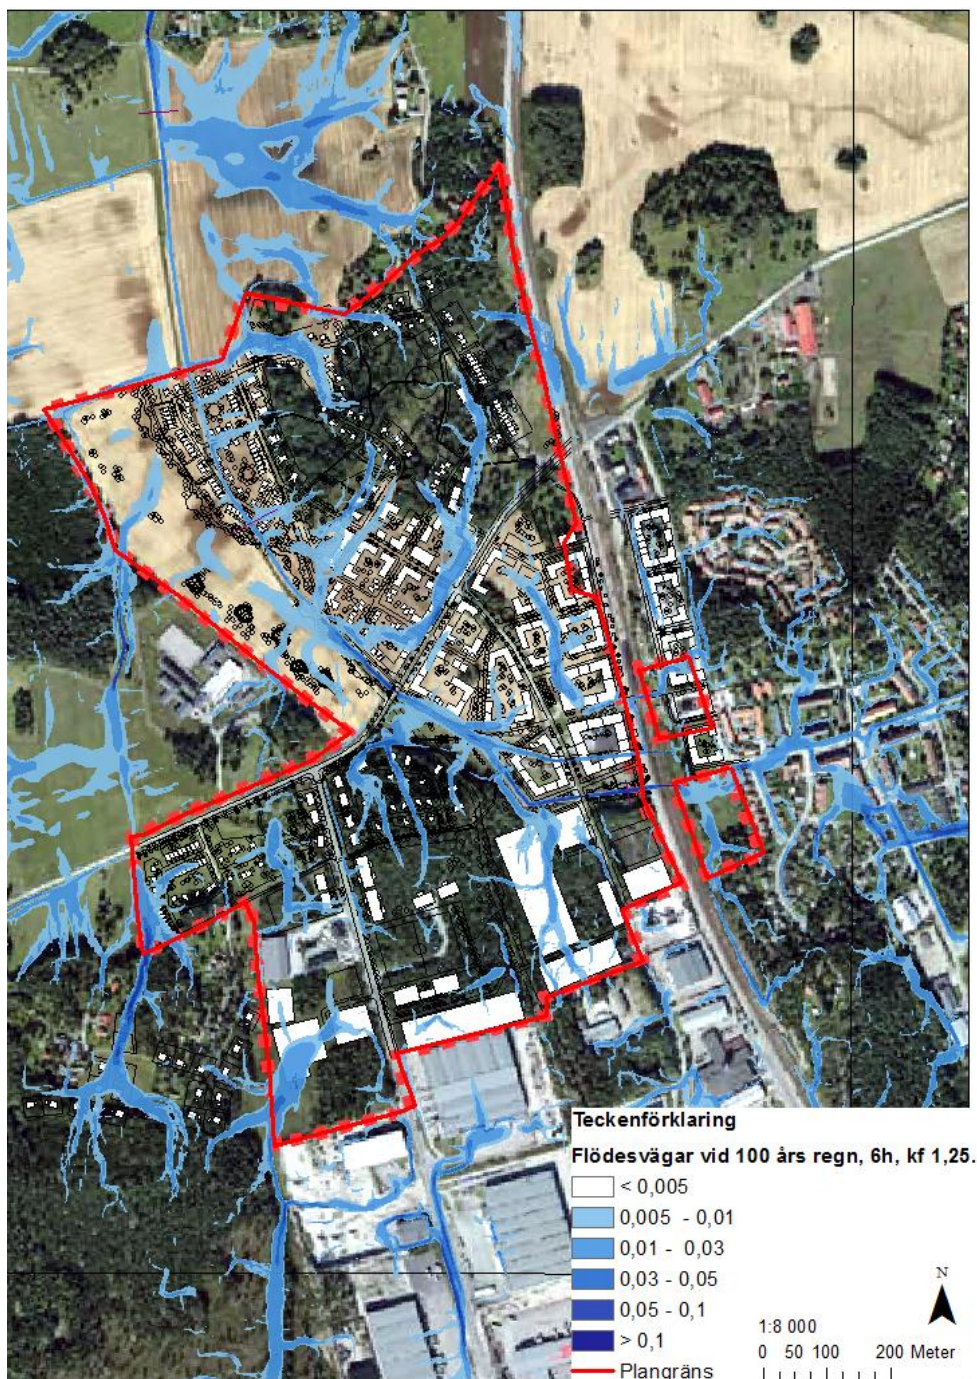 Teckenförklaring
Flödesvägar vid 100 års regn, 6h, kf 1,25.
< 0,005
0,005 - 0,01
0,01 - 0,03
0,03 - 0,05
0,05 - 0,1
> 0,1
Plangräns
N
1:8 000
0 50 100 200 Meter